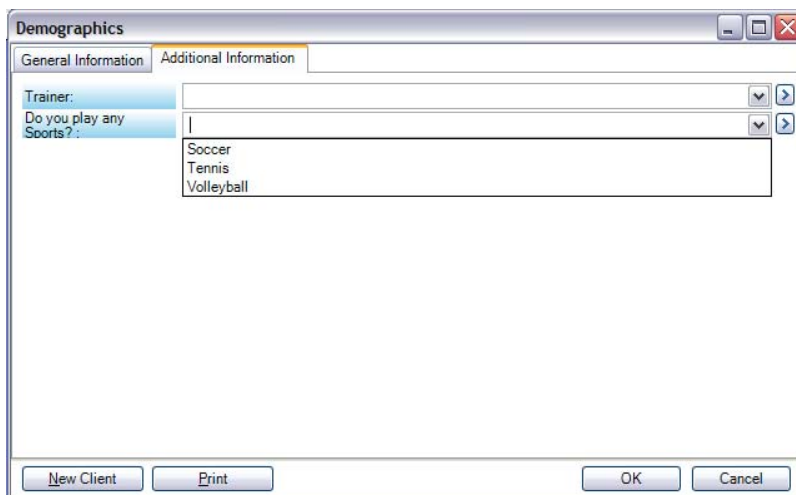 Demographics
General Information Additional Information
Trainer:
Do you play any
Sports? :
Soccer
Tennis
Volleyball
New Client Print OK Cancel